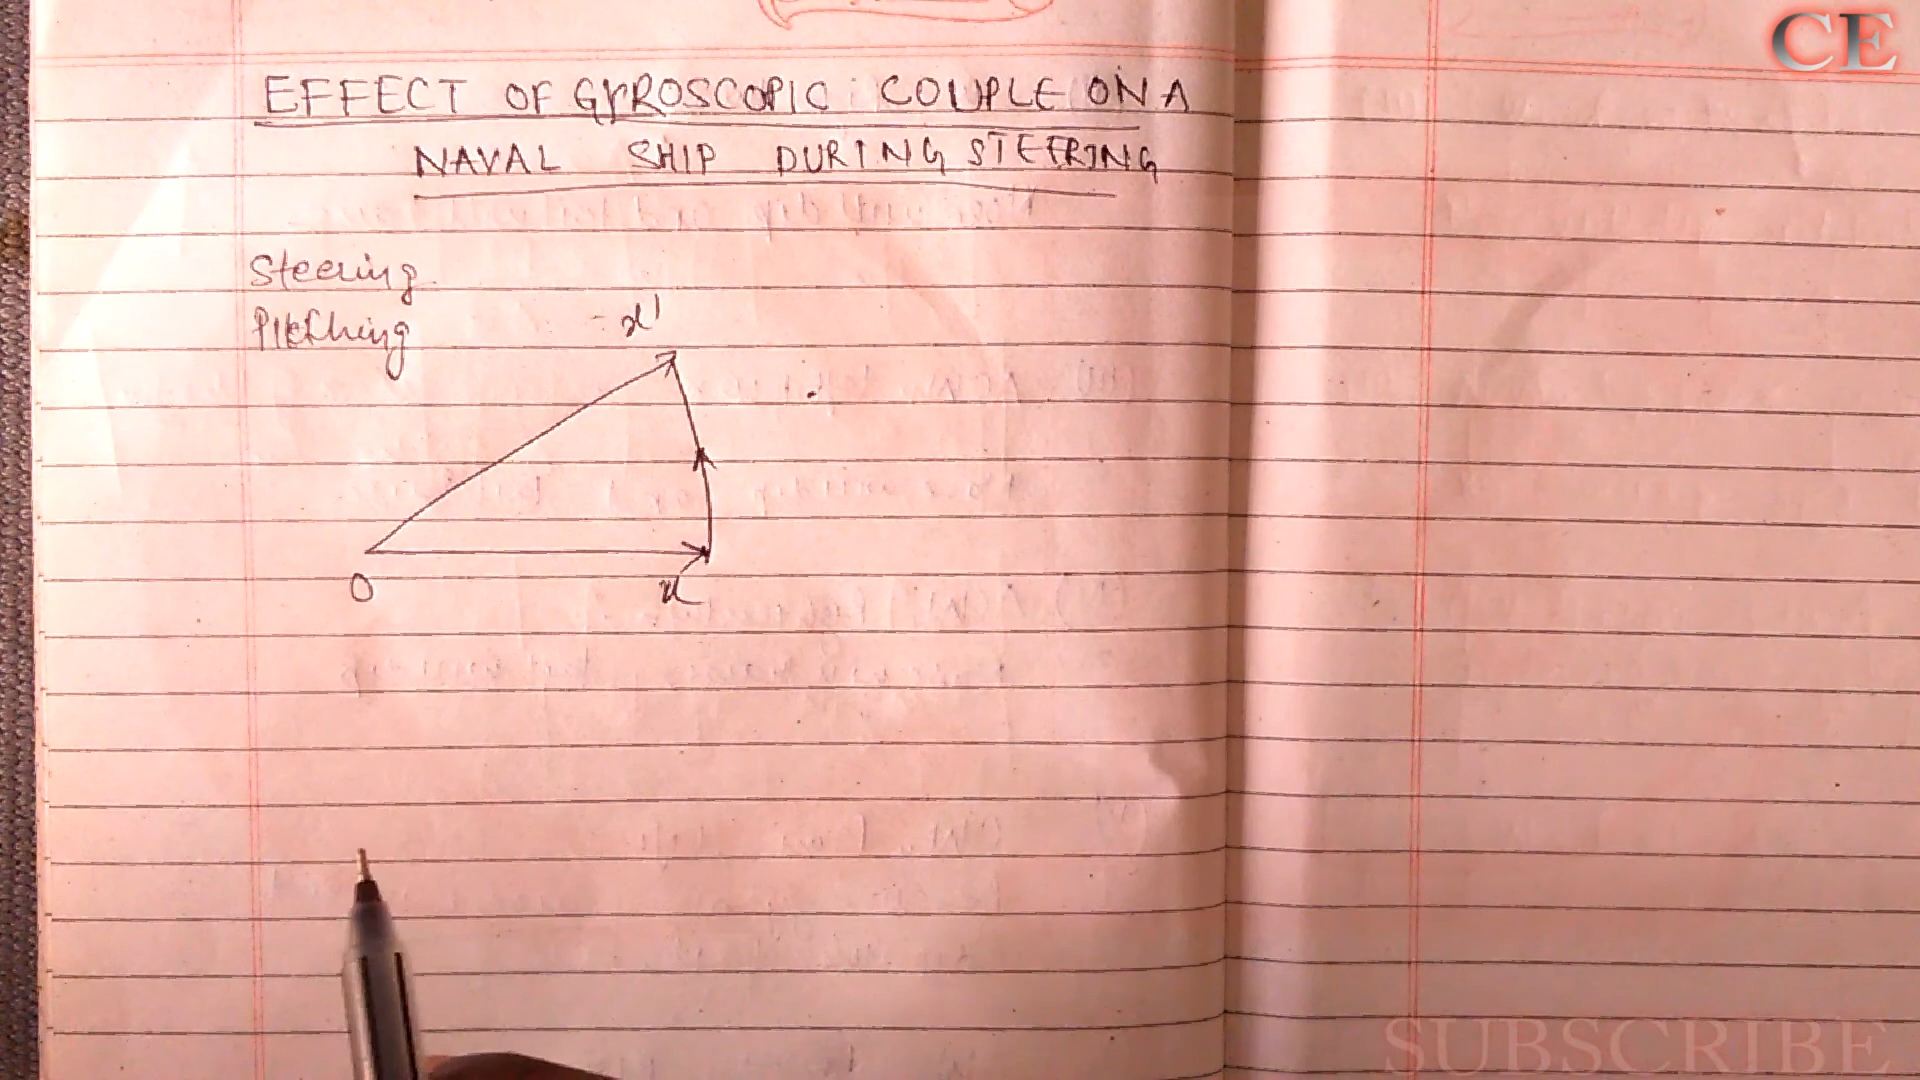 CE
EFFECT OF GYROSCOPIC COUPLE ON A
NAVAL SHIP DURING STEERING
Steering
Pitching
x'
O
x
SUBSCRIBE